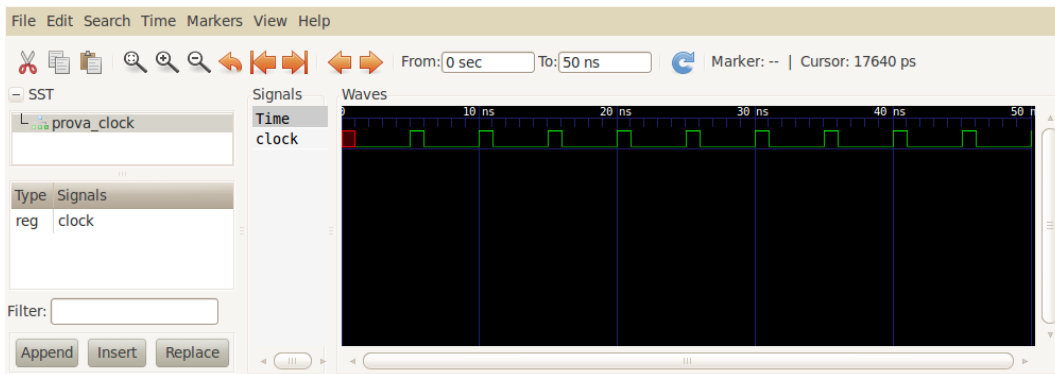 File Edit Search Time Markers View Help
From: 0 sec To: 50 ns Marker: -- | Cursor: 17640 ps
SST
prova_clock
Type Signals
reg clock
Filter:
Append Insert Replace
Signals
Time
clock
Waves
0 10 ns 20 ns 30 ns 40 ns 50 n